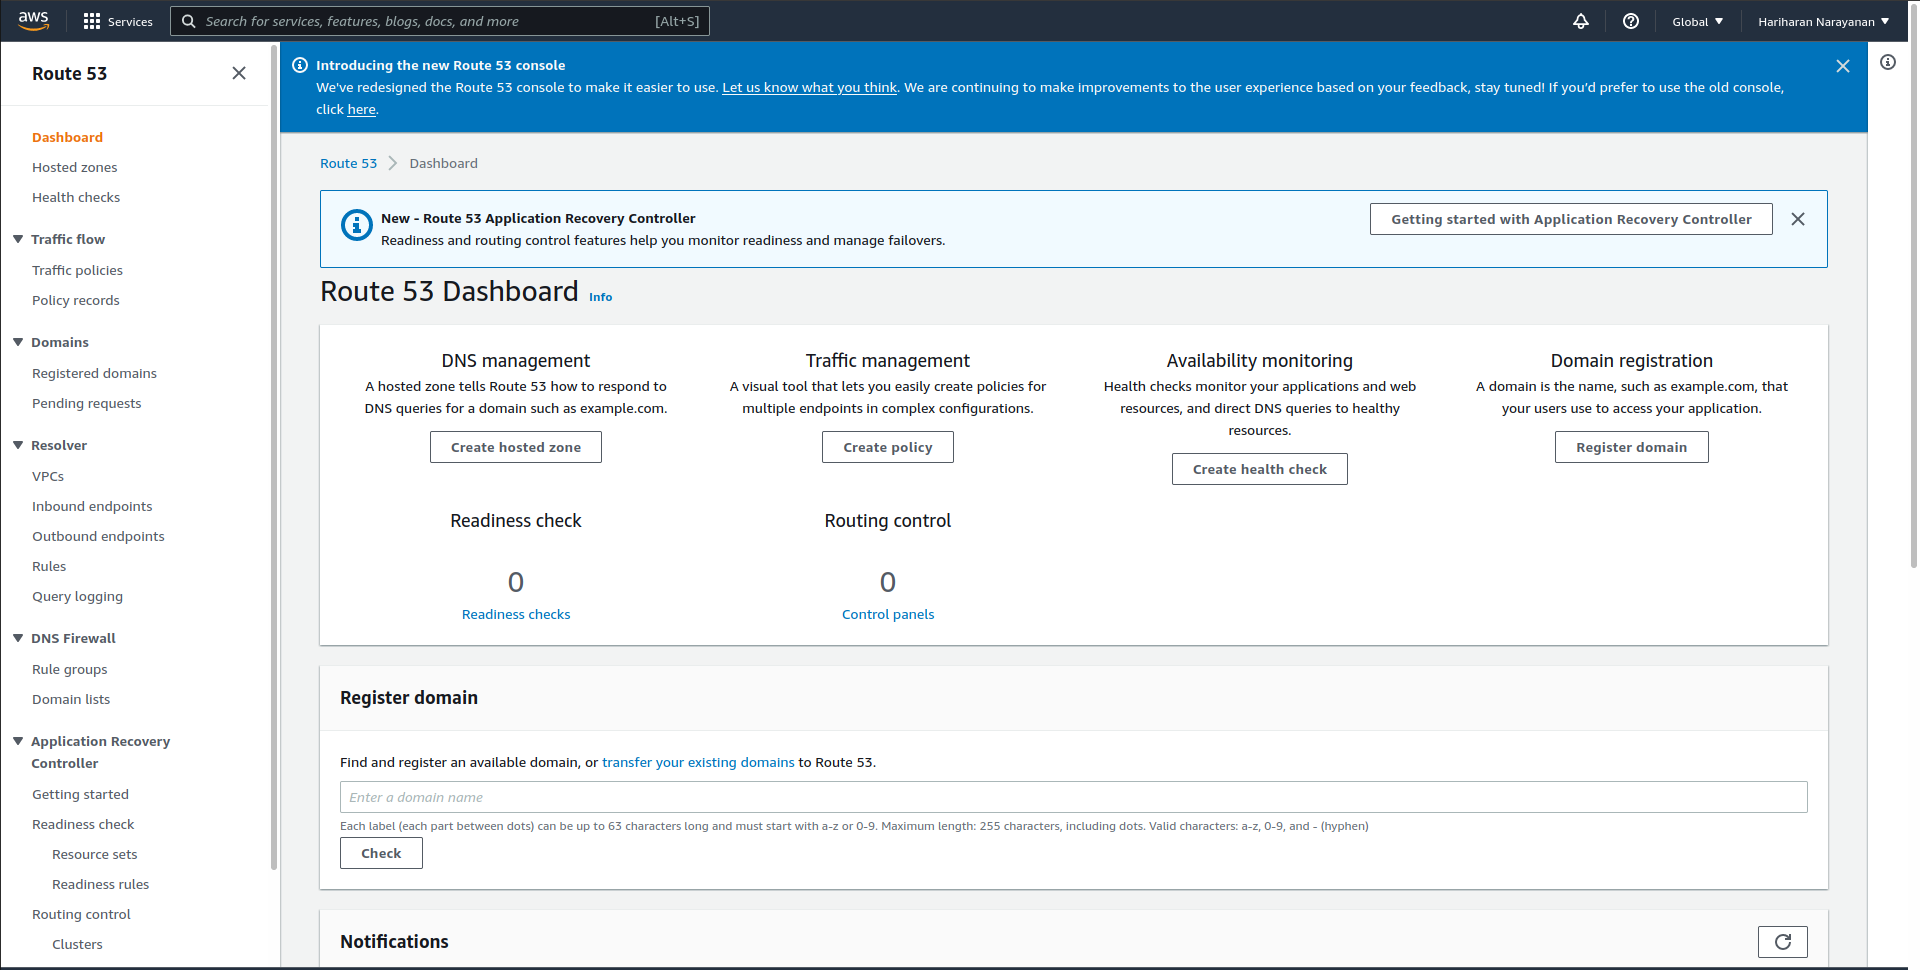 aws
Services
Search for services, features, blogs, docs, and more
[Alt+S]
Global
Hariharan Narayanan
Route 53
Dashboard
Hosted zones
Health checks
Traffic flow
Traffic policies
Policy records
Domains
Registered domains
Pending requests
Resolver
VPCs
Inbound endpoints
Outbound endpoints
Rules
Query logging
DNS Firewall
Rule groups
Domain lists
Application Recovery
Controller
Getting started
Readiness check
Resource sets
Readiness rules
Routing control
Clusters
Introducing the new Route 53 console
We've redesigned the Route 53 console to make it easier to use. Let us know what you think. We are continuing to make improvements to the user experience based on your feedback, stay tuned! If you'd prefer to use the old console,
click here.
Route 53
Dashboard
New - Route 53 Application Recovery Controller
Readiness and routing control features help you monitor readiness and manage failovers.
Getting started with Application Recovery Controller
Route 53 Dashboard Info
DNS management
A hosted zone tells Route 53 how to respond to
DNS queries for a domain such as example.com.
Create hosted zone
Traffic management
A visual tool that lets you easily create policies for
multiple endpoints in complex configurations.
Create policy
Availability monitoring
Health checks monitor your applications and web
resources, and direct DNS queries to healthy
resources.
Create health check
Domain registration
A domain is the name, such as example.com, that
your users use to access your application.
Register domain
Readiness check
0
Readiness checks
Routing control
0
Control panels
Register domain
Find and register an available domain, or transfer your existing domains to Route 53.
Enter a domain name
Each label (each part between dots) can be up to 63 characters long and must start with a-z or 0-9. Maximum length: 255 characters, including dots. Valid characters: a-z, 0-9, and - (hyphen)
Check
Notifications